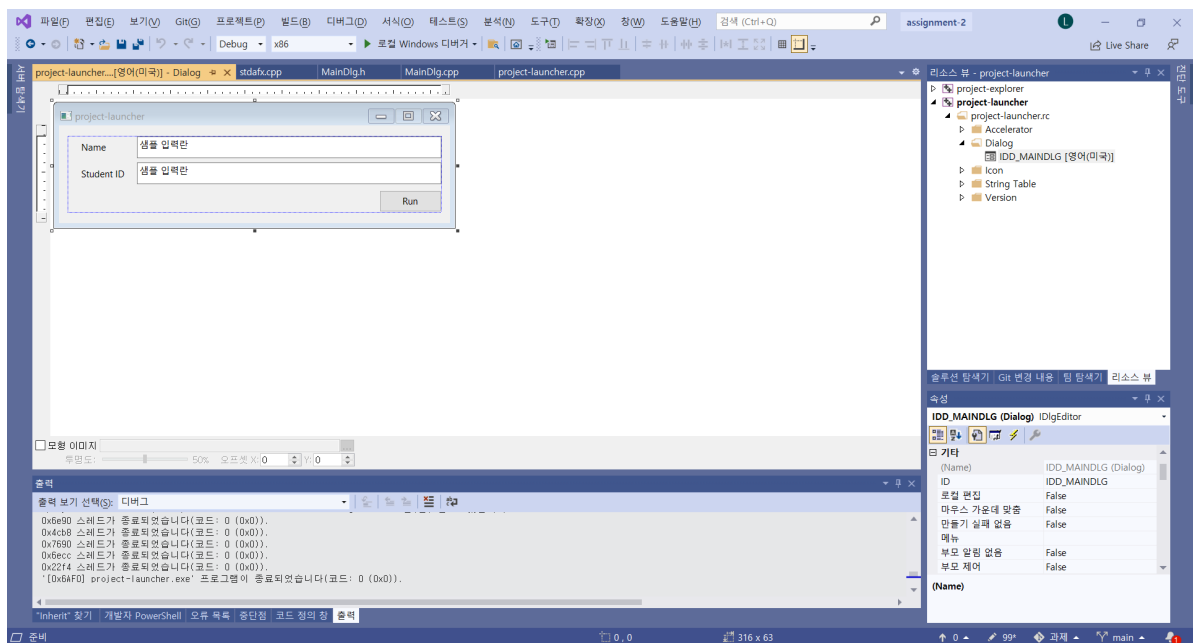 파일(F) 편집(E) 보기(V) Git(G) 프로젝트(P) 빌드(B) 디버그(D) 서식(O) 테스트(S) 분석(N) 도구(T) 확장(X) 창(W) 도움말(H) 검색 (Ctrl+Q) assignment-2 L
Debug x86 로컬 Windows 디버거 Live Share
서버 탐색기
project-launcher....[영어(미국)] - Dialog stdafx.cpp MainDlg.h MainDlg.cpp project-launcher.cpp
project-launcher
Name 샘플 입력란
Student ID 샘플 입력란
Run
모형 이미지
투명도: 50% 오프셋 X: 0 Y: 0
출력
출력 보기 선택(S): 디버그
0x6e90 스레드가 종료되었습니다(코드: 0 (0x0)).
0x4cb8 스레드가 종료되었습니다(코드: 0 (0x0)).
0x7690 스레드가 종료되었습니다(코드: 0 (0x0)).
0x6ecc 스레드가 종료되었습니다(코드: 0 (0x0)).
0x22f4 스레드가 종료되었습니다(코드: 0 (0x0)).
'[0x6AF0] project-launcher.exe' 프로그램이 종료되었습니다(코드: 0 (0x0)).
"Inherit" 찾기 개발자 PowerShell 오류 목록 중단점 코드 정의 창 출력
리소스 뷰 - project-launcher
project-explorer
project-launcher
project-launcher.rc
Accelerator
Dialog
IDD_MAINDLG [영어(미국)]
Icon
String Table
Version
솔루션 탐색기 Git 변경 내용 팀 탐색기 리소스 뷰
속성
IDD_MAINDLG (Dialog) IDlgEditor
기타
(Name) IDD_MAINDLG (Dialog)
ID IDD_MAINDLG
로컬 편집 False
마우스 가운데 맞춤 False
만들기 실패 없음 False
메뉴
부모 알림 없음 False
부모 제어 False
(Name)
진단 도구
준비 0 , 0 316 x 63 0 99* 과제 main 1